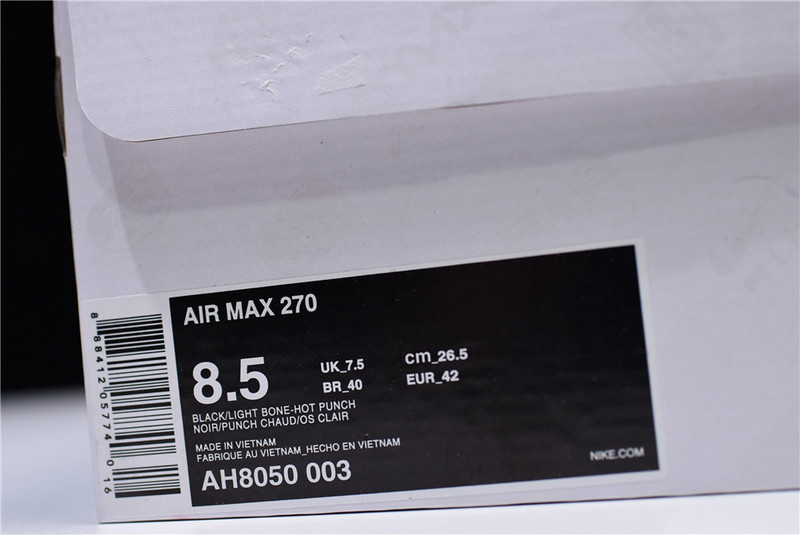 AIR MAX 270
8.5
UK_7.5 cm_26.5
BR_40 EUR_42
BLACK/LIGHT BONE-HOT PUNCH
NOIR/PUNCH CHAUD/OS CLAIR
MADE IN VIETNAM
FABRIQUE AU VIETNAM_HECHO EN VIETNAM
AH8050 003
NIKE.COM
8 88412 05774 0 16